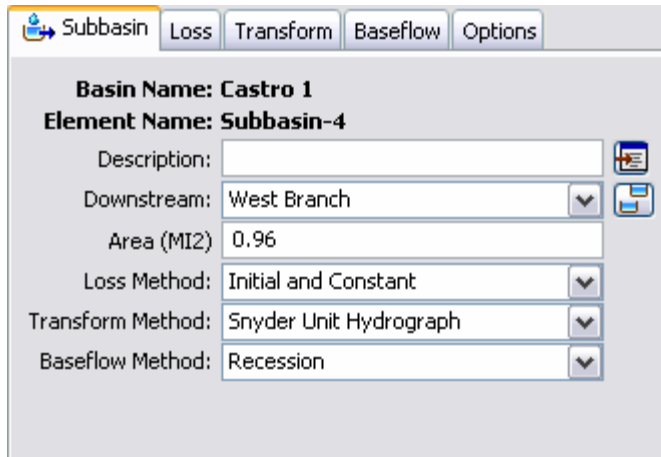 Subbasin Loss Transform Baseflow Options
Basin Name: Castro 1
Element Name: Subbasin-4
Description:
Downstream: West Branch
Area (MI2) 0.96
Loss Method: Initial and Constant
Transform Method: Snyder Unit Hydrograph
Baseflow Method: Recession